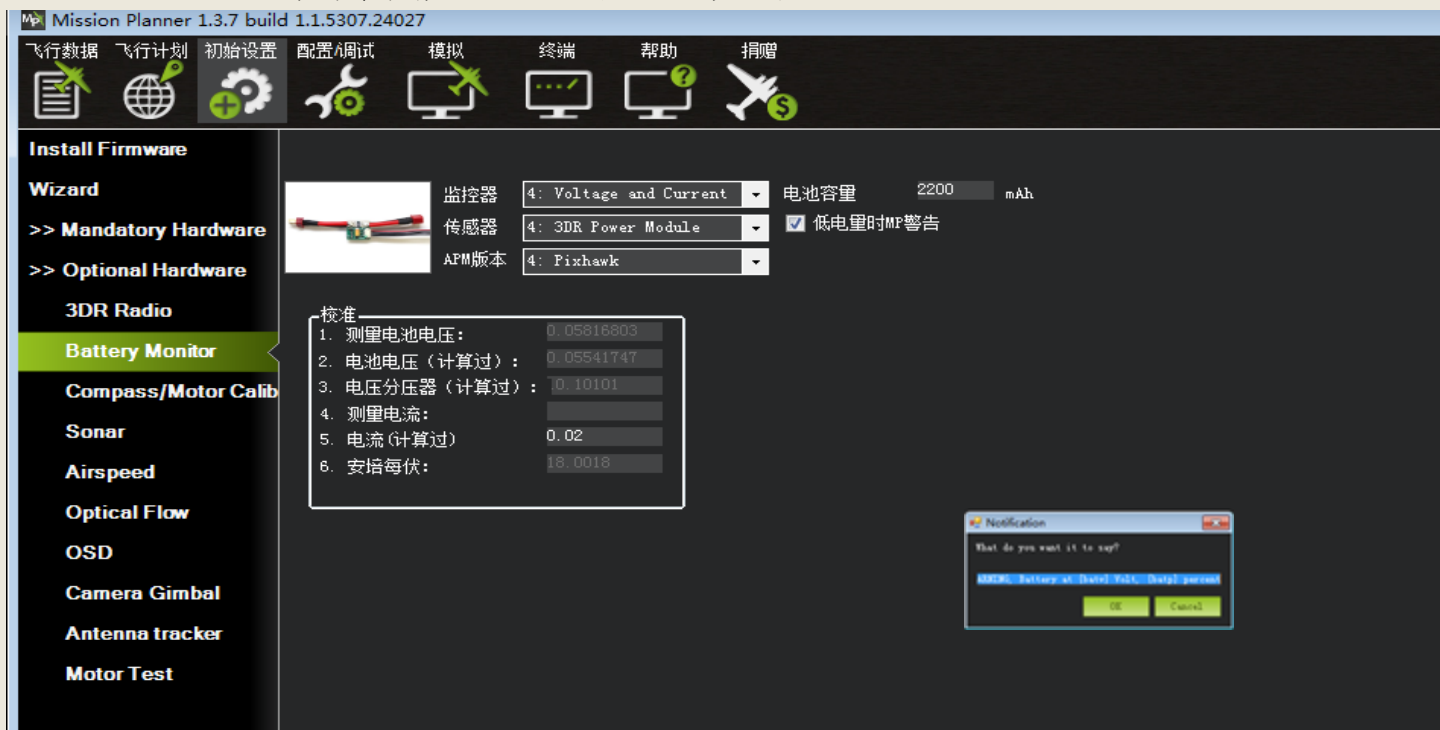 Mission Planner 1.3.7 build 1.1.5307.24027
飞行数据 飞行计划 初始设置 配置/调试 模拟 终端 帮助 捐赠
Install Firmware
Wizard
>> Mandatory Hardware
>> Optional Hardware
3DR Radio
Battery Monitor
Compass/Motor Calib
Sonar
Airspeed
Optical Flow
OSD
Camera Gimbal
Antenna tracker
Motor Test
监控器 4: Voltage and Current 电池容量 2200 mAh
传感器 4: 3DR Power Module 低电量时MP警告
APM版本 4: Pixhawk
校准
1. 测量电池电压: 0.05816803
2. 电池电压（计算过）: 0.05541747
3. 电压分压器（计算过）: 10.10101
4. 测量电流:
5. 电流(计算过) 0.02
6. 安培每伏: 18.0018
Notification
What do you want it to say?
ARNING, Battery at {batv} Volt, {batp} percent
OK Cancel